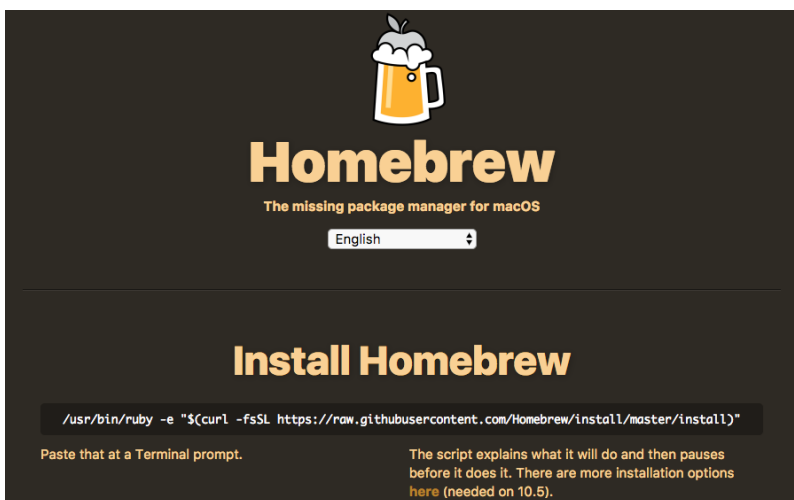 Homebrew
The missing package manager for macOS
English
Install Homebrew
/usr/bin/ruby -e "$(curl -fsSL https://raw.githubusercontent.com/Homebrew/install/master/install)"
Paste that at a Terminal prompt.
The script explains what it will do and then pauses
before it does it. There are more installation options
here (needed on 10.5).